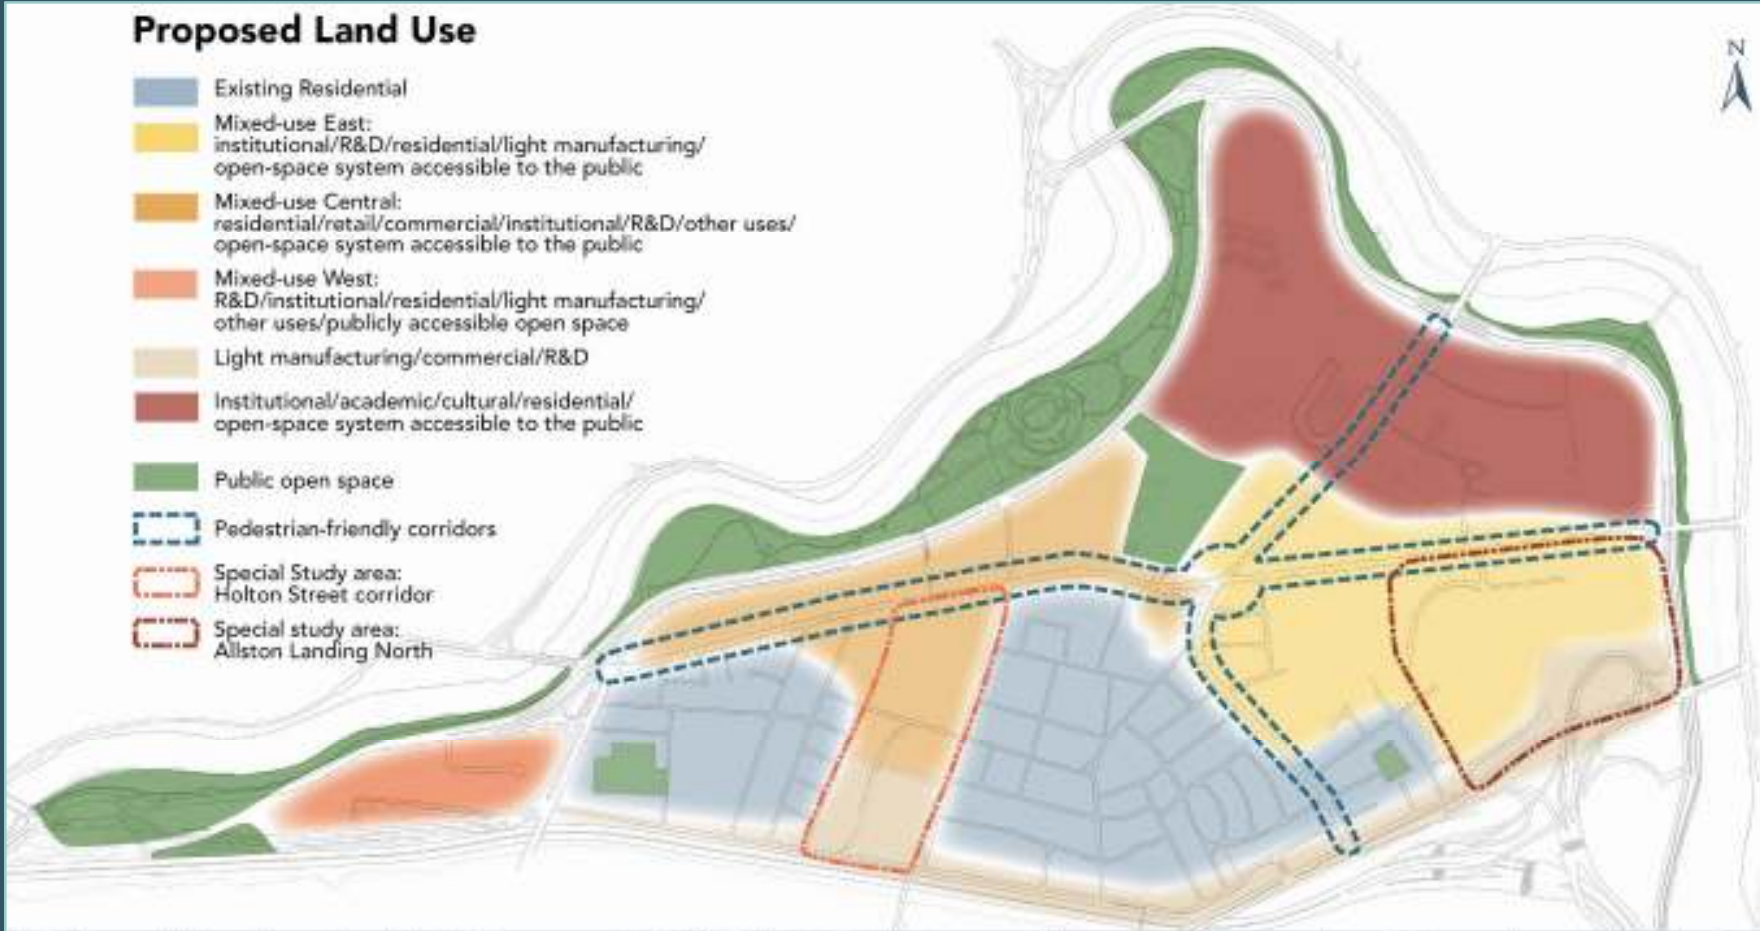 Proposed Land Use
Existing Residential
Mixed-use East:
institutional/R&D/residential/light manufacturing/
open-space system accessible to the public
Mixed-use Central:
residential/retail/commercial/institutional/R&D/other uses/
open-space system accessible to the public
Mixed-use West:
R&D/institutional/residential/light manufacturing/
other uses/publicly accessible open space
Light manufacturing/commercial/R&D
Institutional/academic/cultural/residential/
open-space system accessible to the public
Public open space
Pedestrian-friendly corridors
Special Study area:
Holton Street corridor
Special study area:
Allston Landing North
N